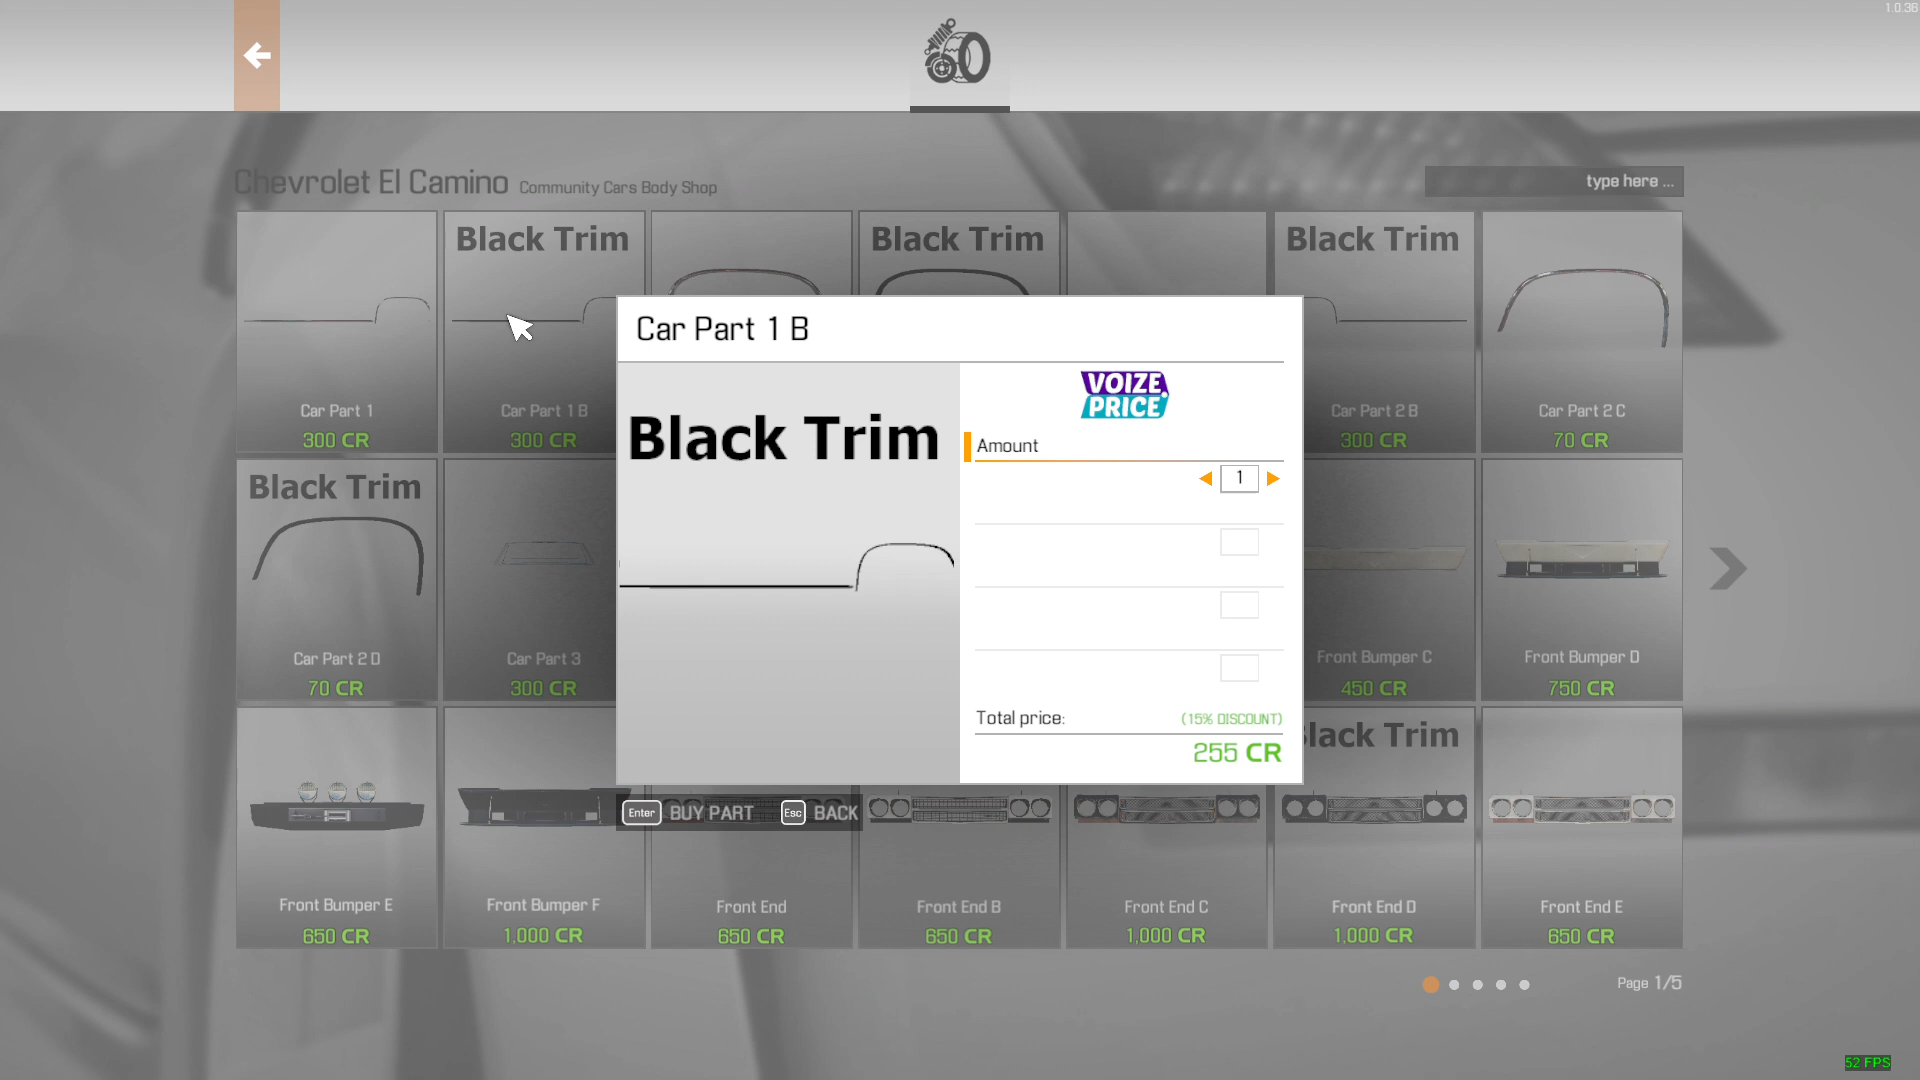 1.0.36
Chevrolet El Camino Community Cars Body Shop
type here ...
Black Trim
Black Trim
Black Trim
Car Part 1
300 CR
Car Part 1 B
300 CR
Car Part 2 B
300 CR
Car Part 2 C
70 CR
Car Part 1 B
Black Trim
VOIZE.
PRICE
Amount
1
Total price:
(15% DISCOUNT)
255 CR
Enter BUY PART Esc BACK
Black Trim
Car Part 2 D
70 CR
Car Part 3
300 CR
Front Bumper C
450 CR
Front Bumper D
750 CR
lack Trim
Front Bumper E
650 CR
Front Bumper F
1,000 CR
Front End
650 CR
Front End B
650 CR
Front End C
1,000 CR
Front End D
1,000 CR
Front End E
650 CR
Page 1/5
52 FPS